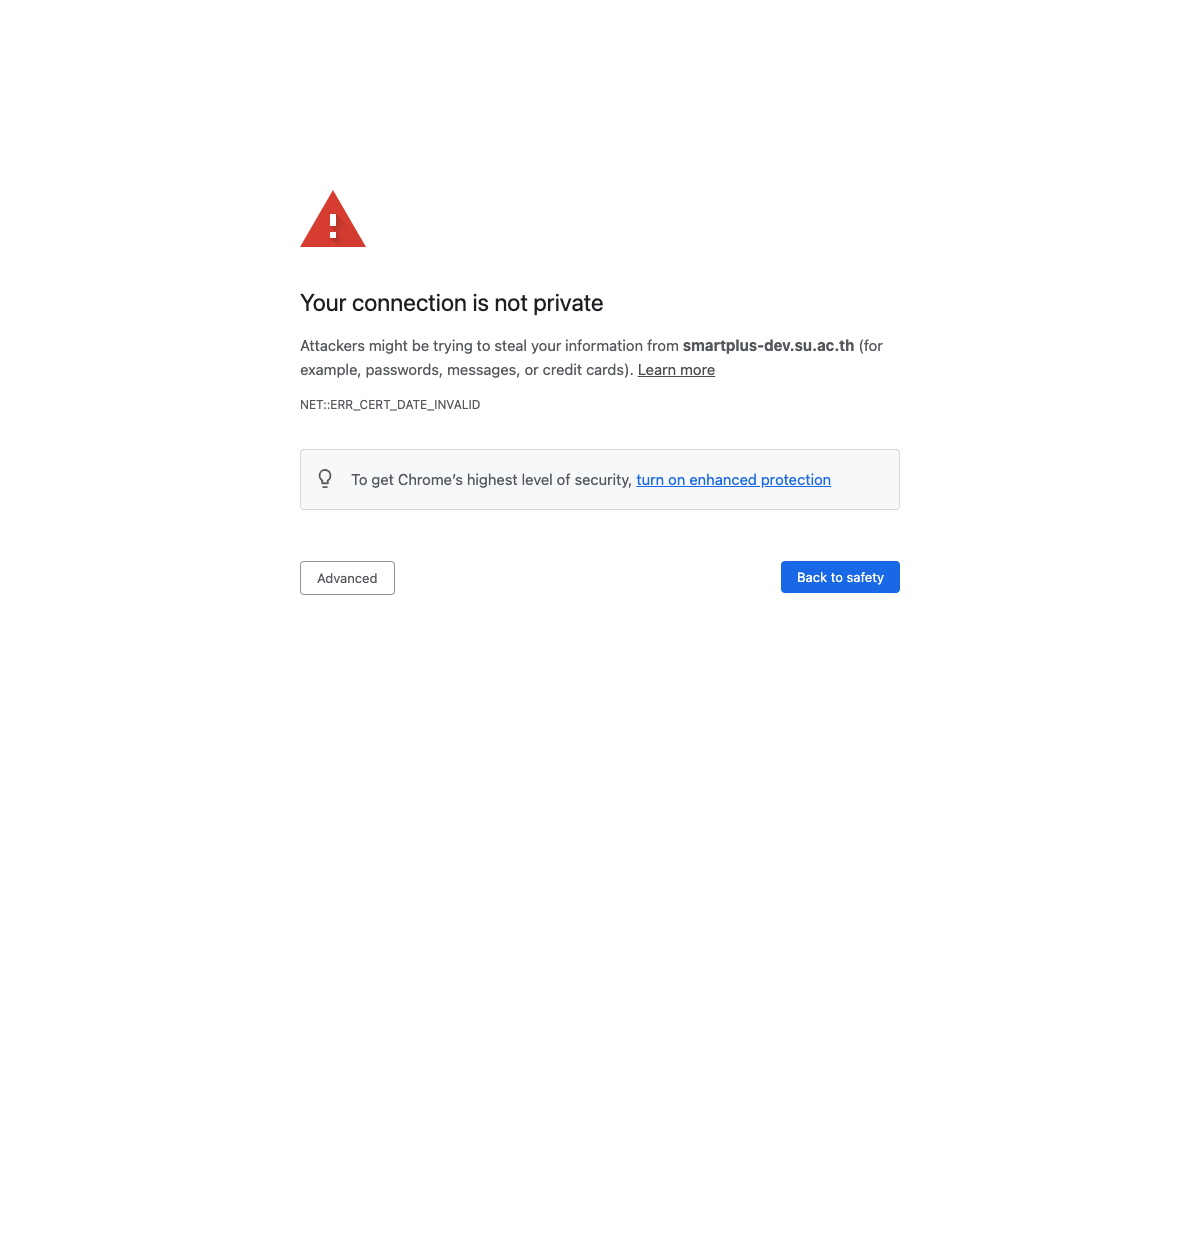 Your connection is not private
Attackers might be trying to steal your information from smartplus-dev.su.ac.th (for
example, passwords, messages, or credit cards). Learn more
NET::ERR_CERT_DATE_INVALID
To get Chrome’s highest level of security, turn on enhanced protection
Advanced
Back to safety